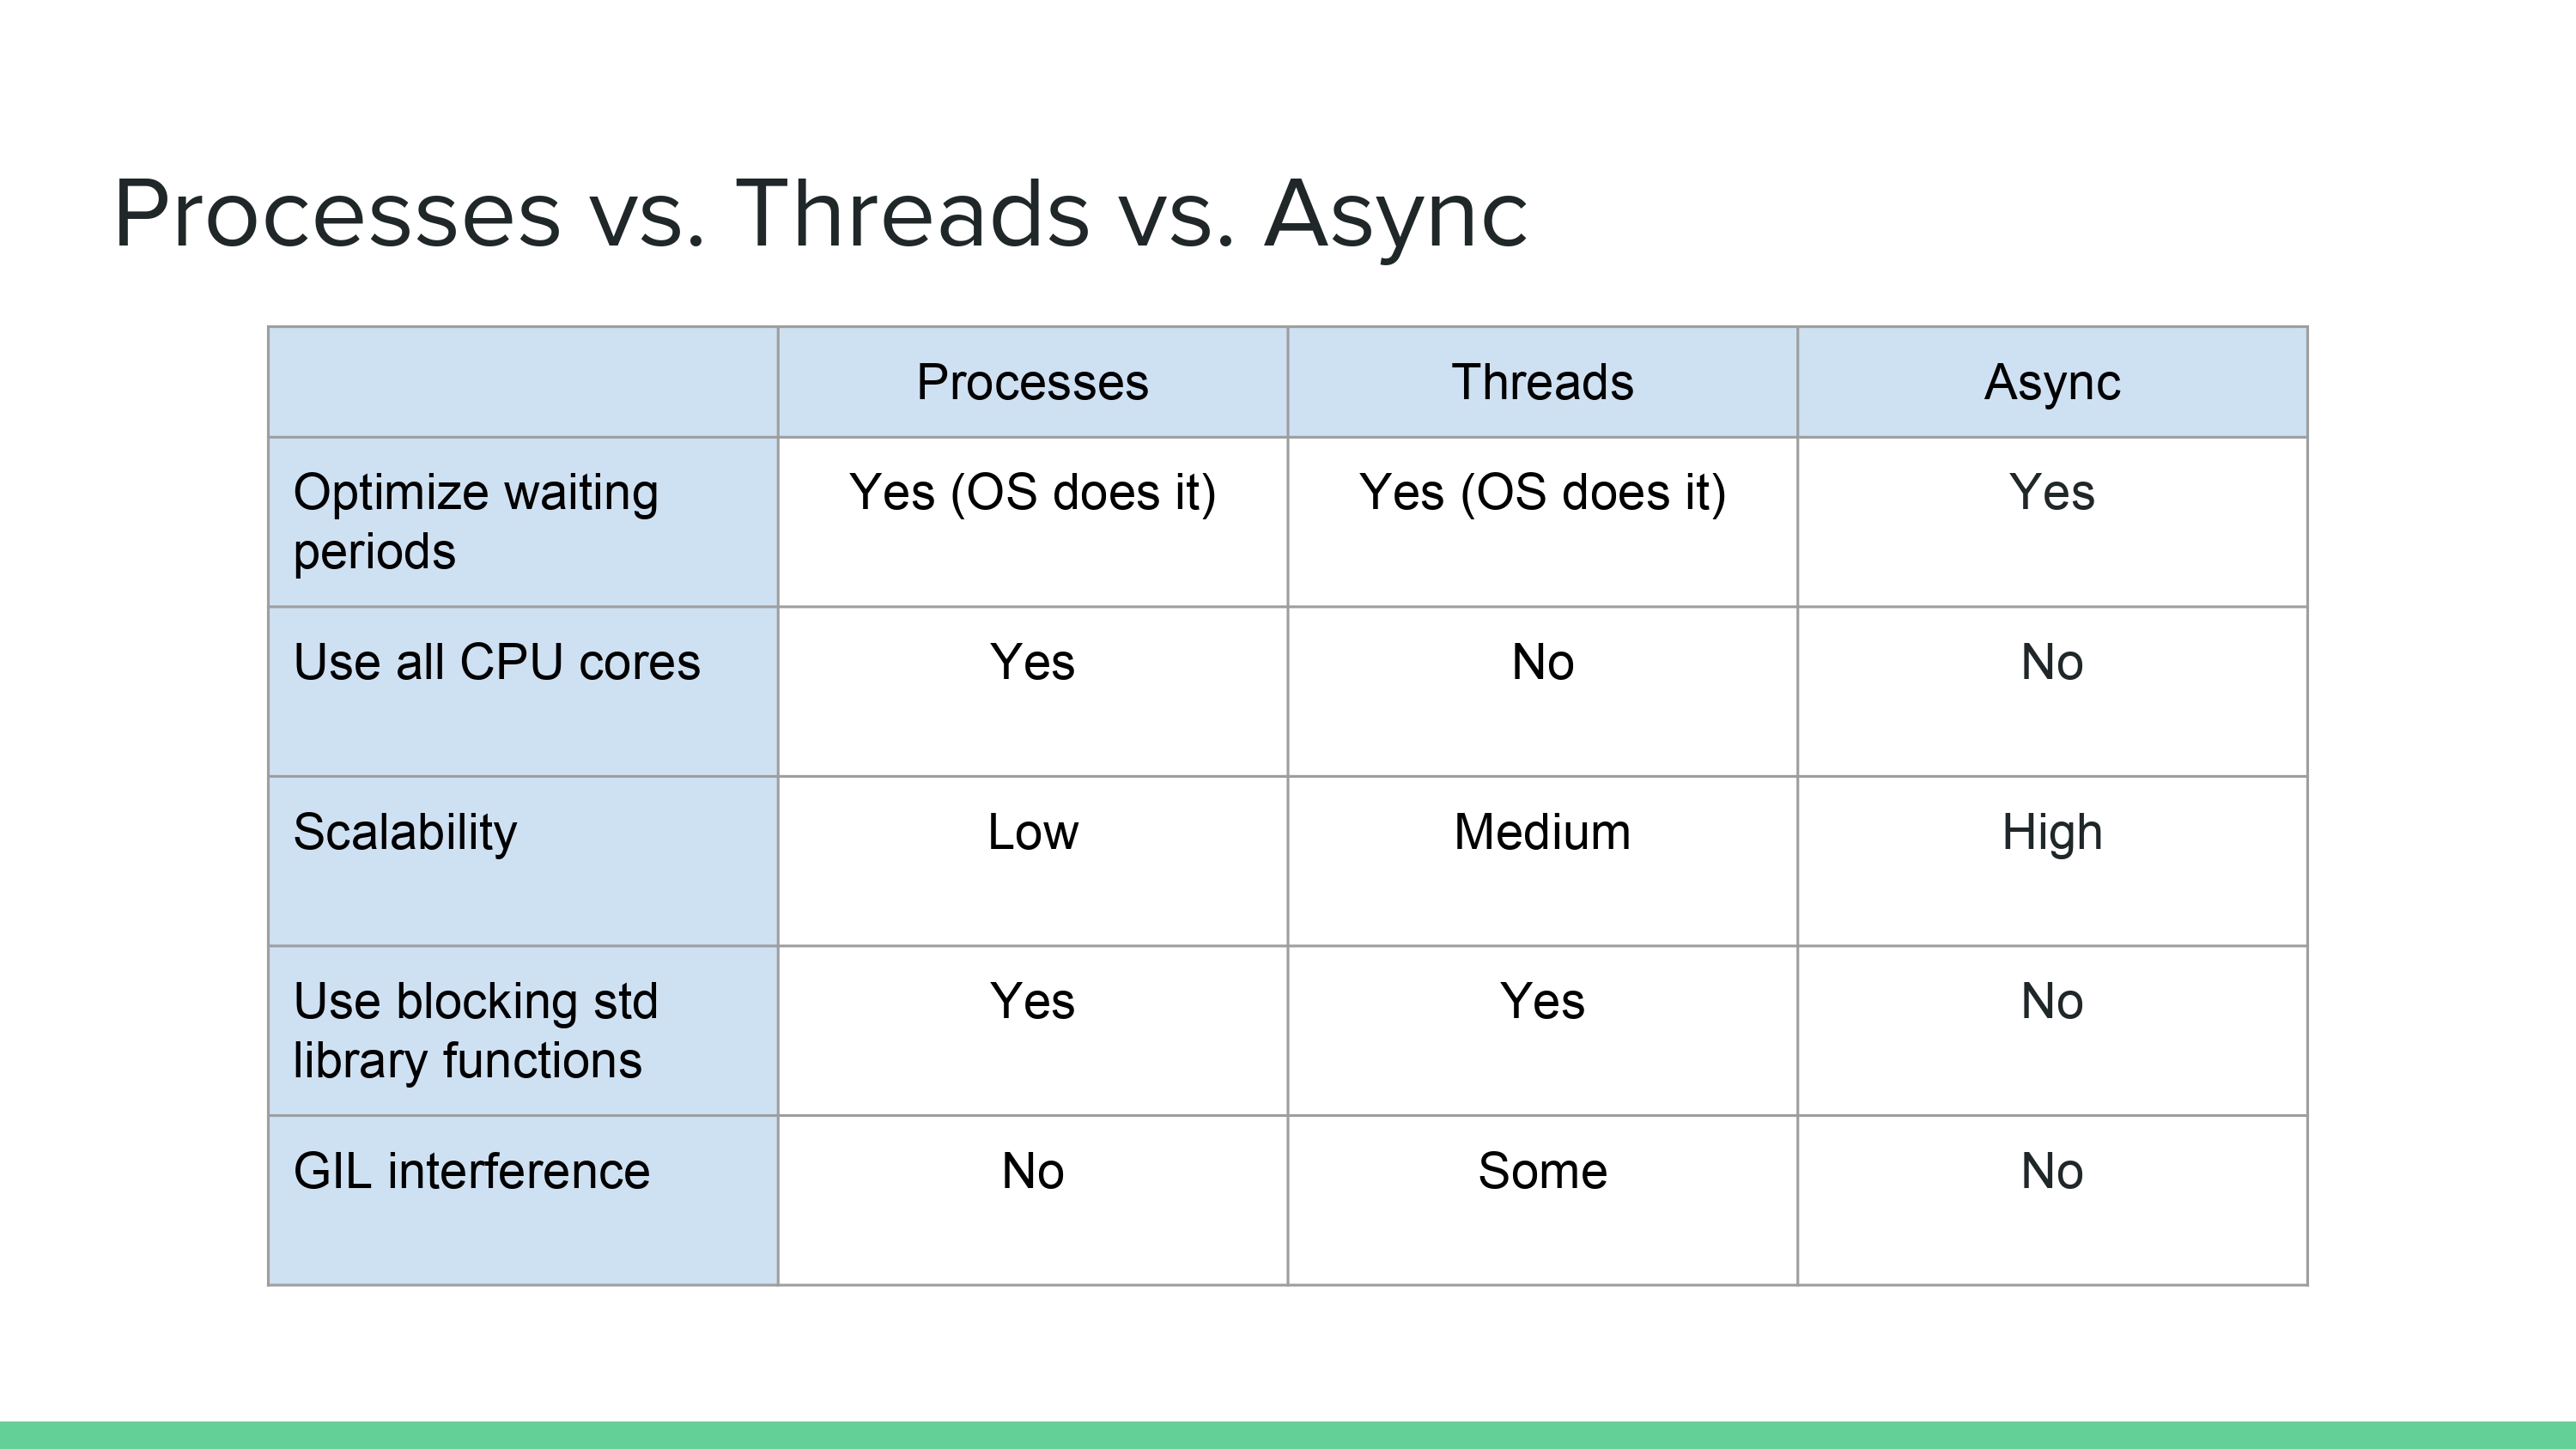 Processes vs. Threads vs. Async
Processes Threads Async
Optimize waiting periods Yes (OS does it) Yes (OS does it) Yes
Use all CPU cores Yes No No
Scalability Low Medium High
Use blocking std library functions Yes Yes No
GIL interference No Some No